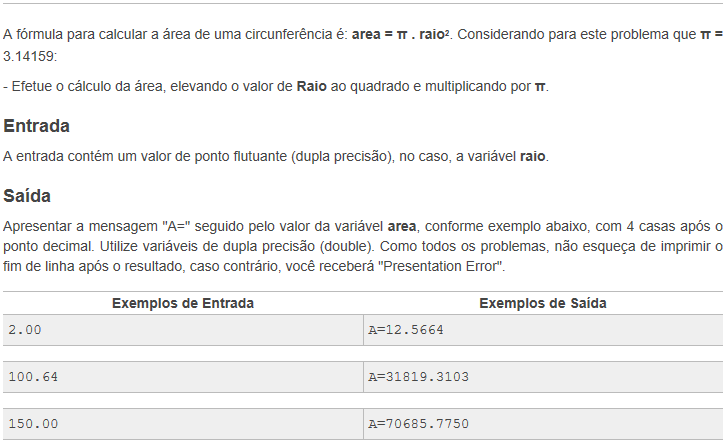 A fórmula para calcular a área de uma circunferência é: area = π . raio². Considerando para este problema que π =
3.14159:
- Efetue o cálculo da área, elevando o valor de Raio ao quadrado e multiplicando por π.
Entrada
A entrada contém um valor de ponto flutuante (dupla precisão), no caso, a variável raio.
Saída
Apresentar a mensagem "A=" seguido pelo valor da variável area, conforme exemplo abaixo, com 4 casas após o
ponto decimal. Utilize variáveis de dupla precisão (double). Como todos os problemas, não esqueça de imprimir o
fim de linha após o resultado, caso contrário, você receberá "Presentation Error".
Exemplos de Entrada Exemplos de Saída
2.00 A=12.5664
100.64 A=31819.3103
150.00 A=70685.7750